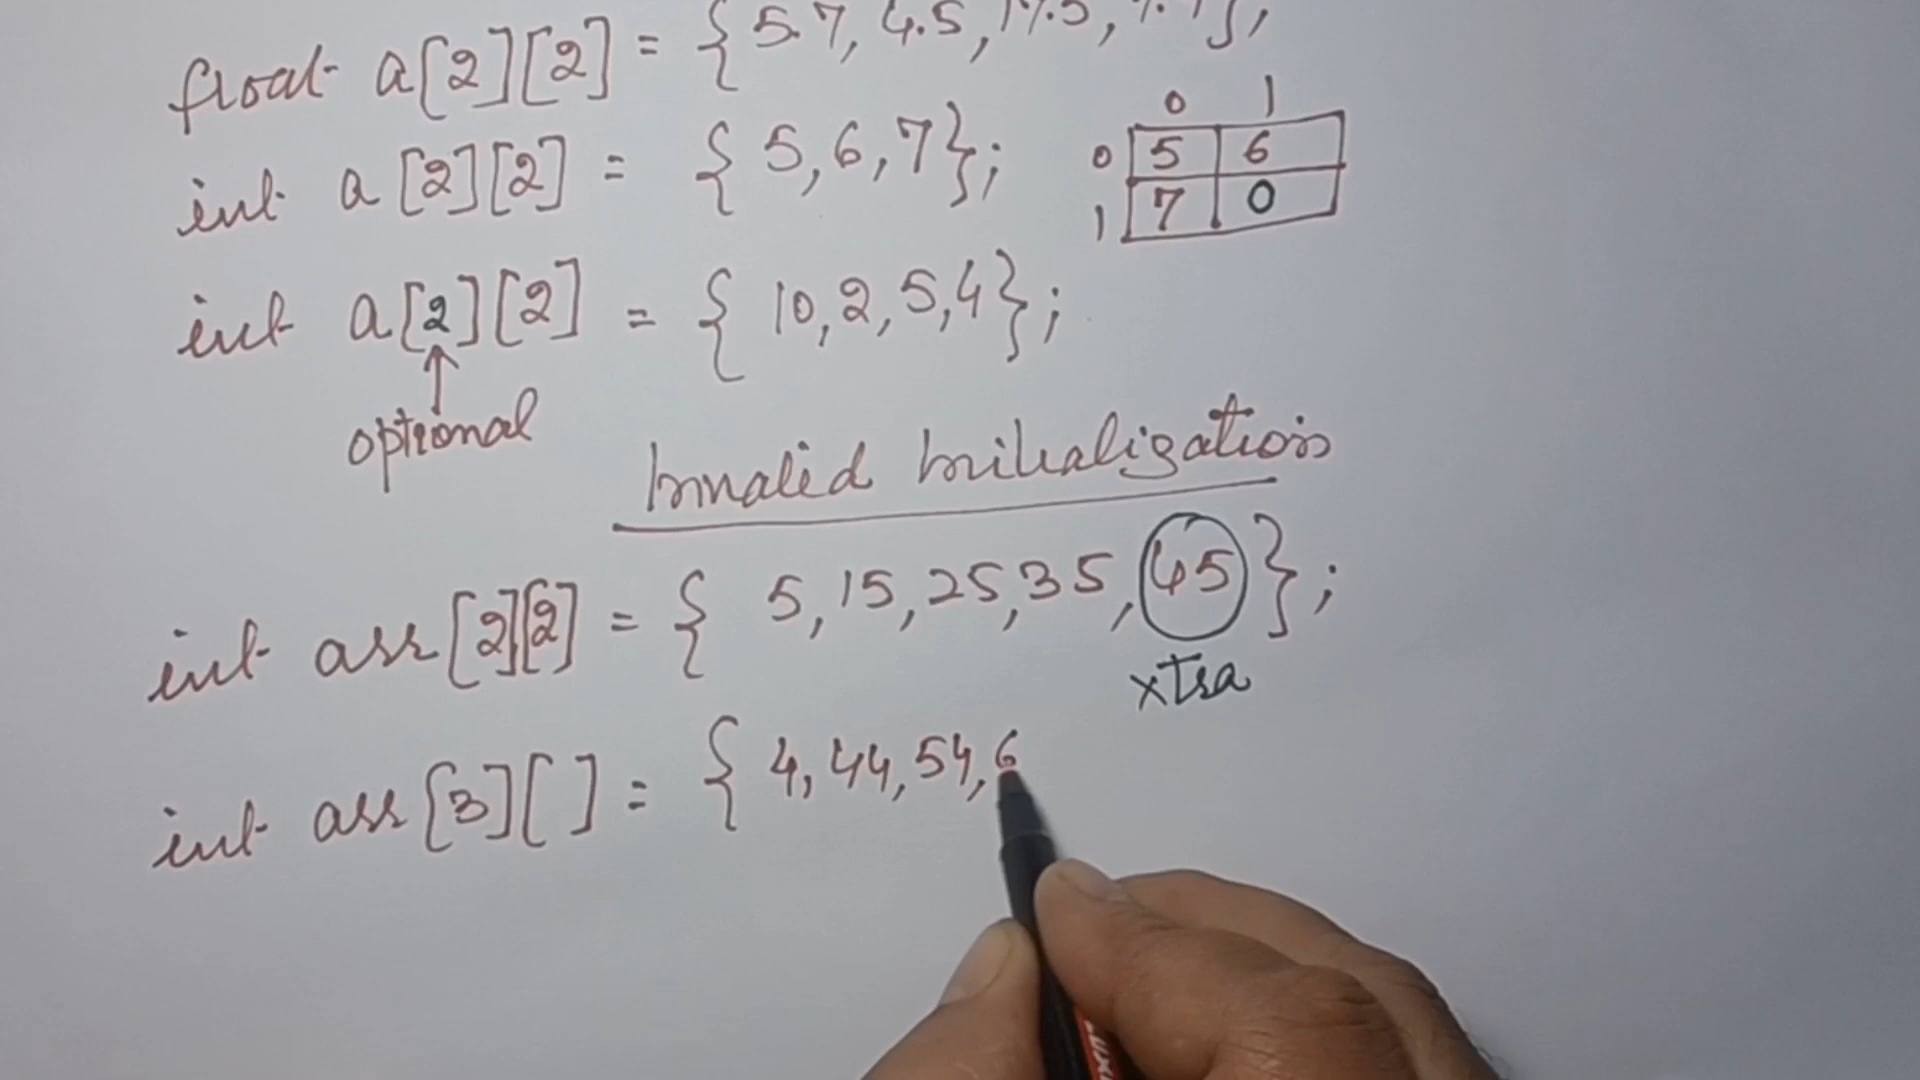 float a[2][2] = {5.7, 4.5,
int a[2][2] = {5,6,7};
0 1
0 5 6
1 7 0
int a[2][2] = {10,2,5,4};
optional
Invalid Initialization
int arr[2][2] = {5,15,25,35,45};
xtra
int arr[3][ ] = {4,44,54,6